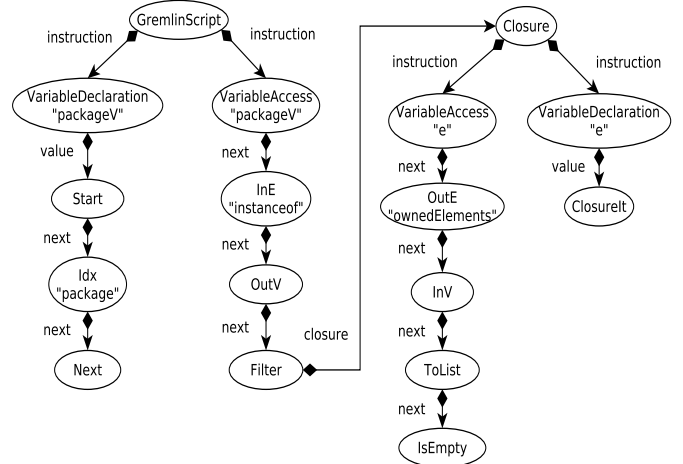 GremlinScript
Closure
instruction
instruction
instruction
instruction
VariableDeclaration
"packageV"
VariableAccess
"packageV"
VariableAccess
"e"
VariableDeclaration
"e"
value
next
next
value
Start
InE
"instanceof"
OutE
"ownedElements"
ClosureIt
next
next
next
Idx
"package"
OutV
InV
next
next
closure
next
Next
Filter
ToList
next
IsEmpty